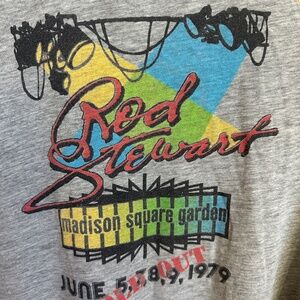 Rod
Stewart
madison square garden
JUNE 5,7,8,9, 1979
SOLD OUT